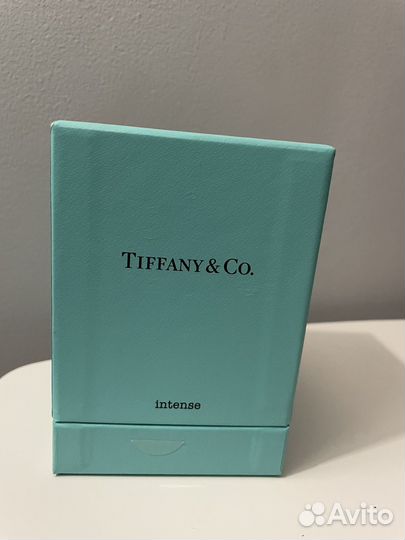 TIFFANY & CO.
intense
Avito